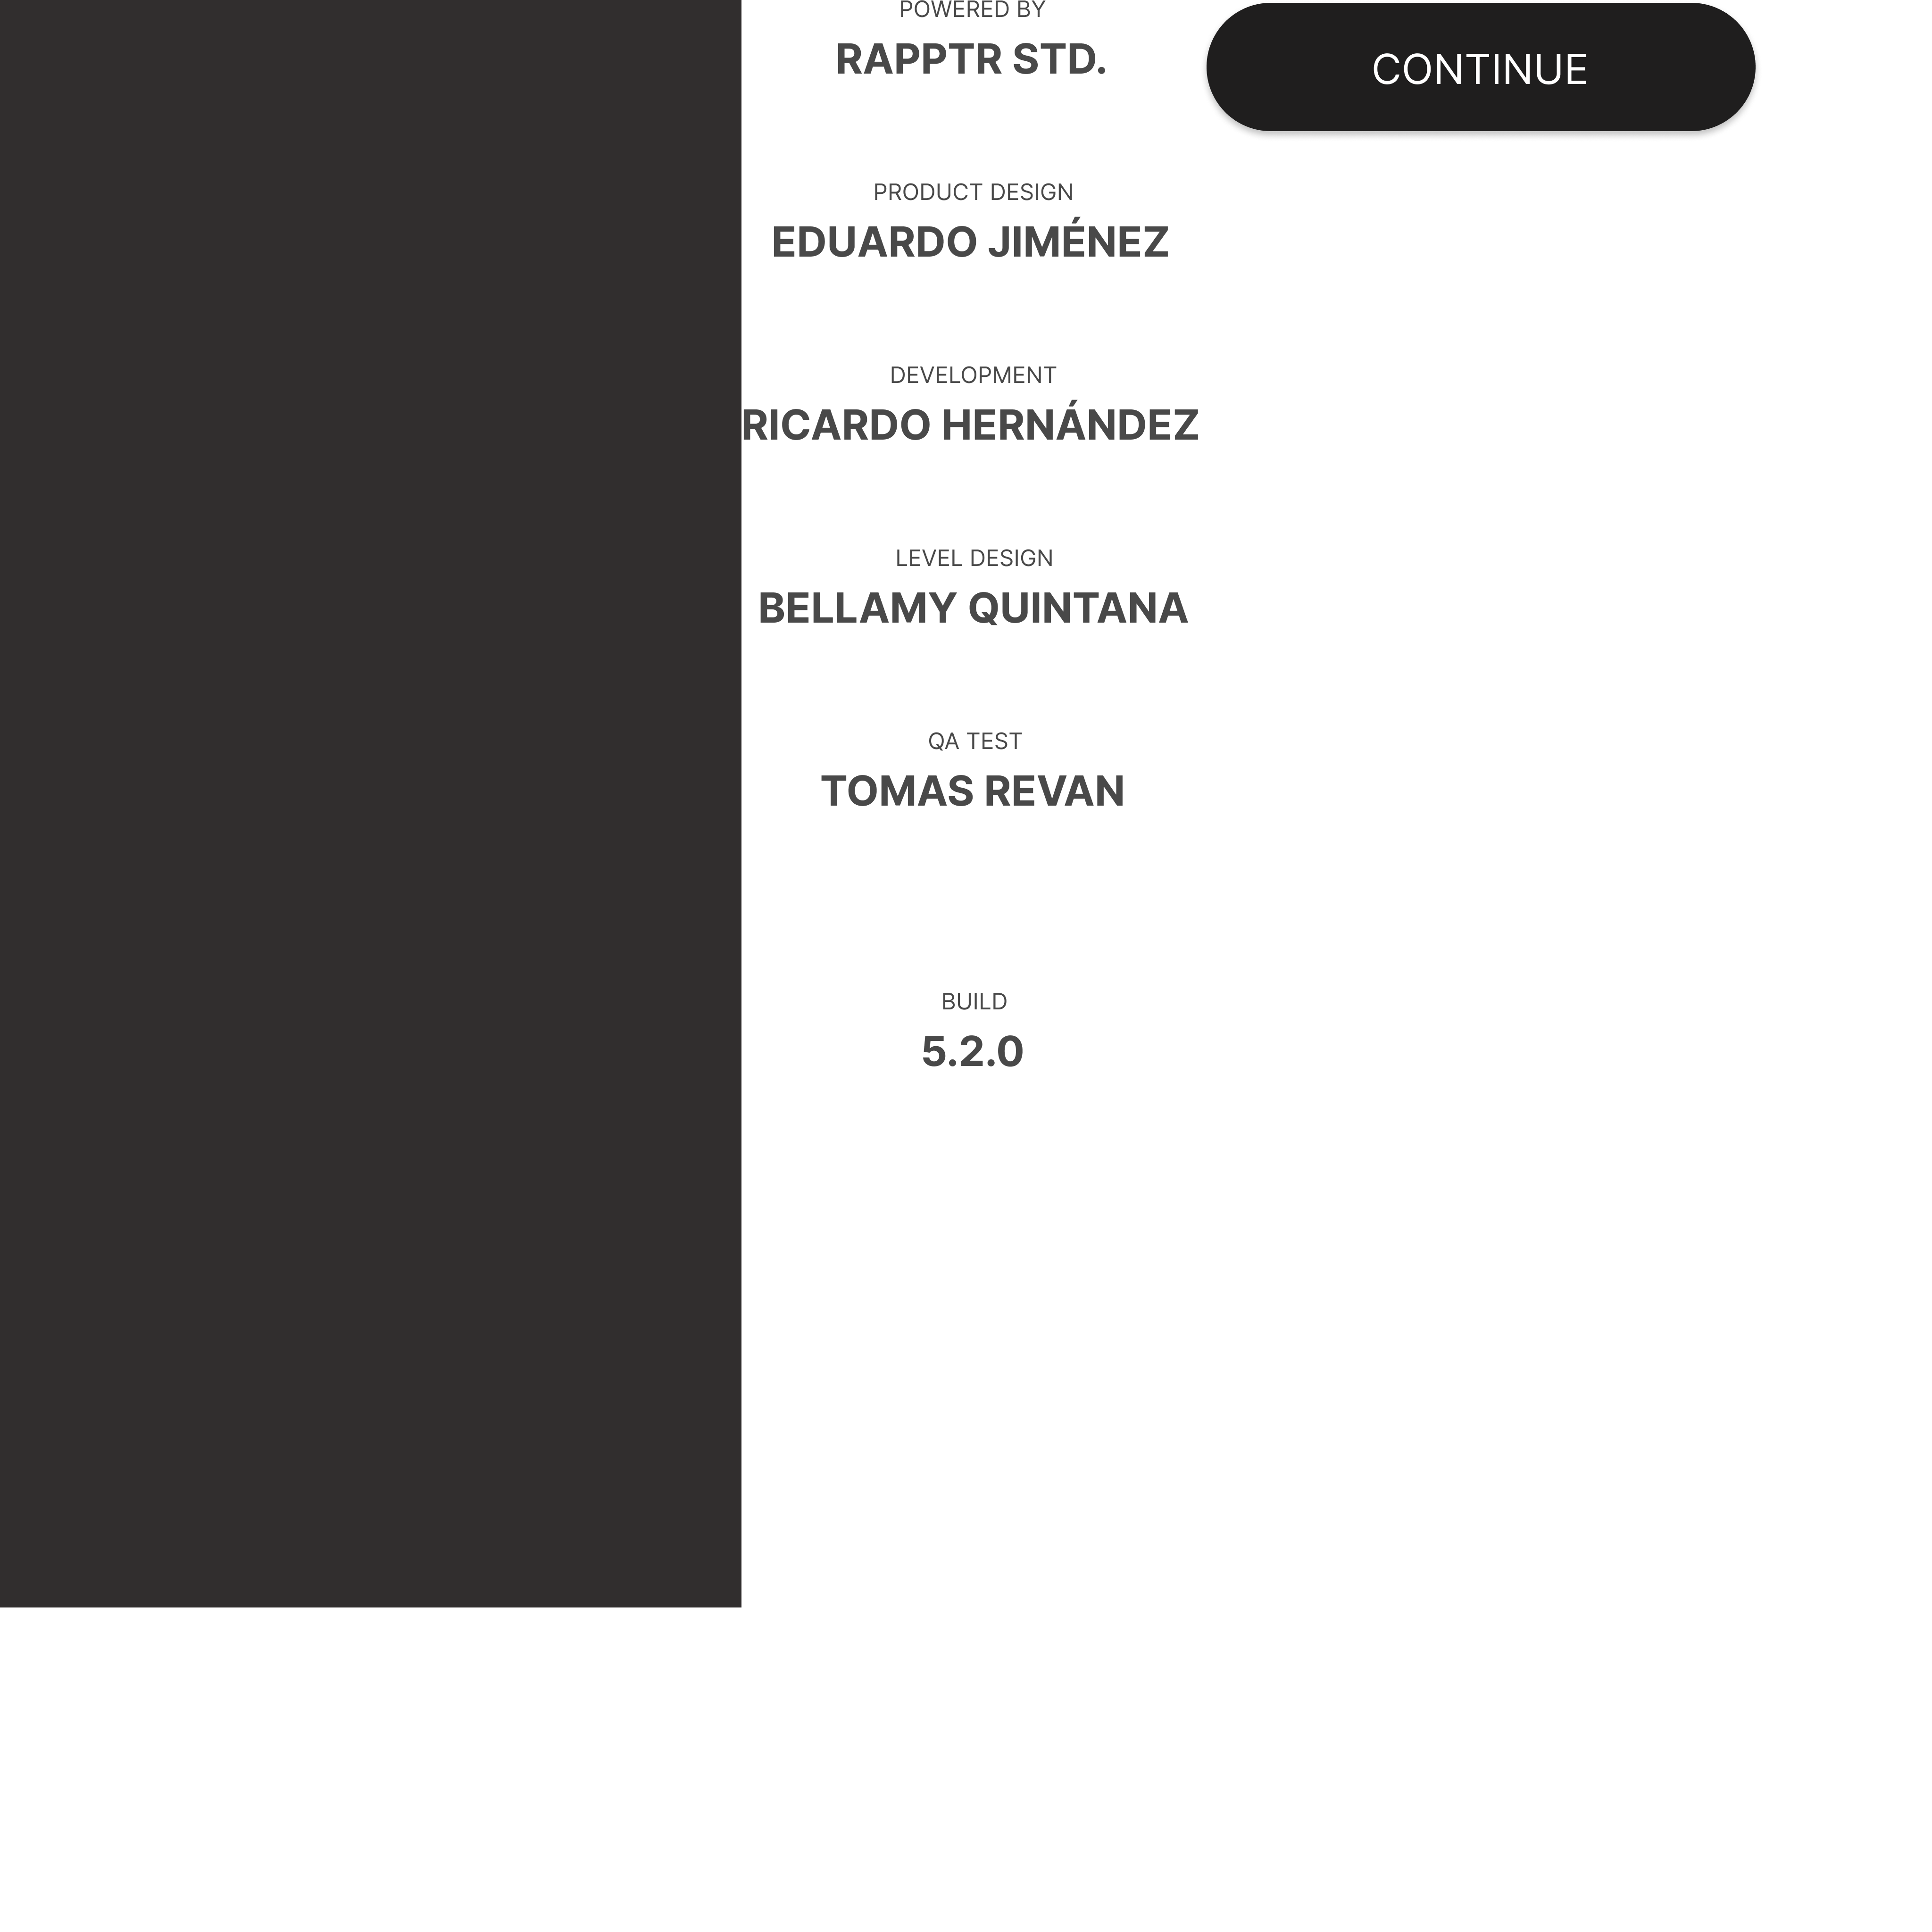 POWERED BY
RAPPTR STD.
CONTINUE
PRODUCT DESIGN
EDUARDO JIMÉNEZ
DEVELOPMENT
RICARDO HERNÁNDEZ
LEVEL DESIGN
BELLAMY QUINTANA
QA TEST
TOMAS REVAN
BUILD
5.2.0